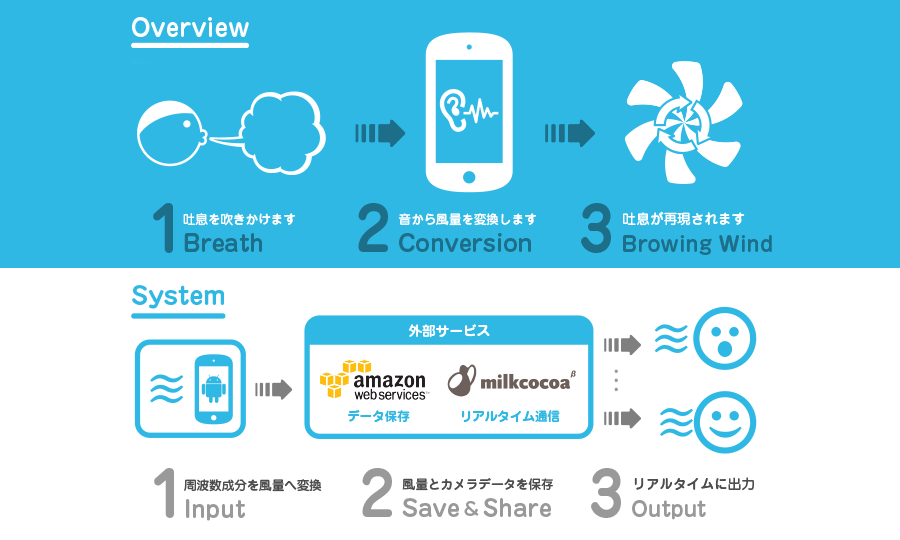 Overview
1 吐息を吹きかけます
Breath
2 音から風量を変換します
Conversion
3 吐息が再現されます
Browing Wind
System
外部サービス
amazon
web services™
データ保存
milkcocoaβ
リアルタイム通信
1 周波数成分を風量へ変換
Input
2 風量とカメラデータを保存
Save & Share
3 リアルタイムに出力
Output